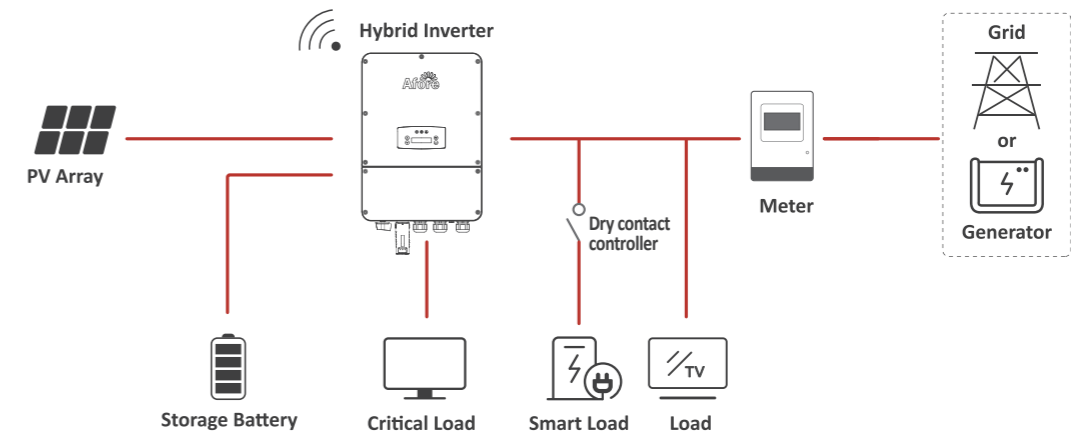 Hybrid Inverter
Grid
Afore
PV Array
or
Meter
Dry contact
controller
Generator
TV
Storage Battery
Critical Load
Smart Load
Load